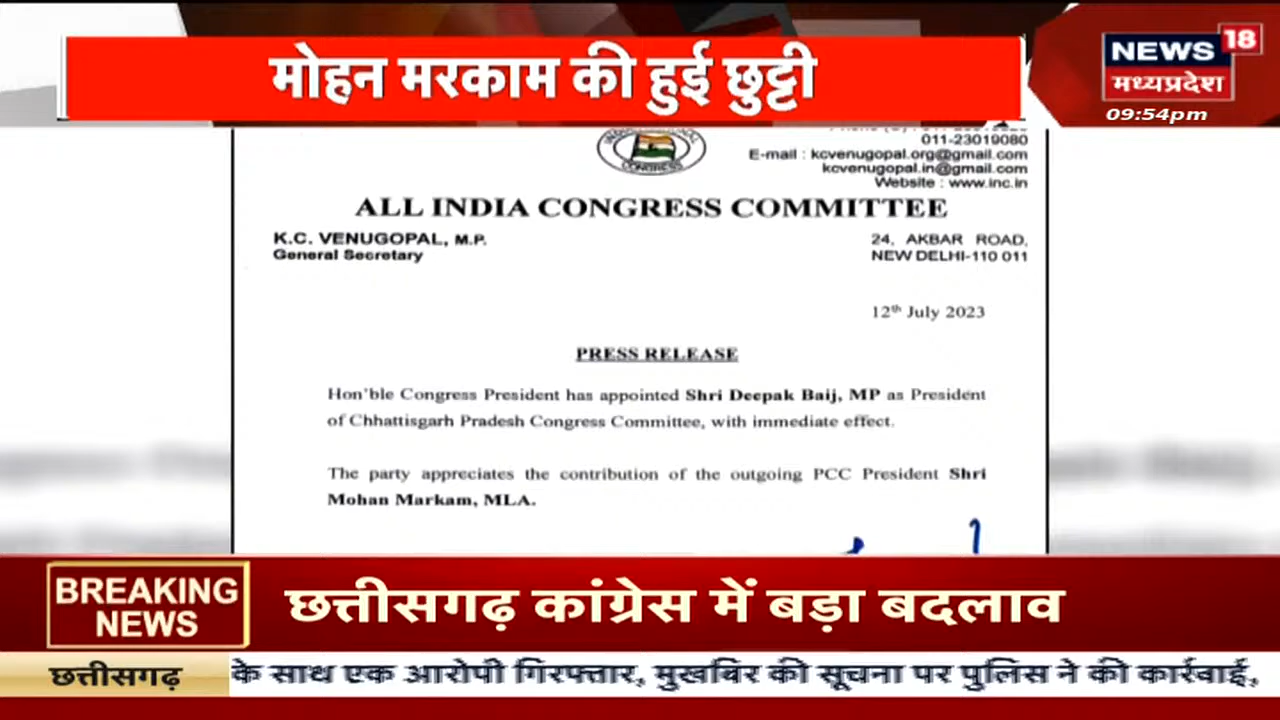 मोहन मरकाम की हुई छुट्टी
NEWS 18
मध्यप्रदेश
09:54pm
011-23019080
E-mail : kcvenugopal.org@gmail.com
kcvenugopal.in@gmail.com
Website : www.inc.in
CONGRESS
ALL INDIA CONGRESS COMMITTEE
K.C. VENUGOPAL, M.P.
General Secretary
24, AKBAR ROAD,
NEW DELHI-110 011
12th July 2023
PRESS RELEASE
Hon'ble Congress President has appointed Shri Deepak Baij, MP as President
of Chhattisgarh Pradesh Congress Committee, with immediate effect.
The party appreciates the contribution of the outgoing PCC President Shri
Mohan Markam, MLA.
BREAKING
NEWS
छत्तीसगढ़ कांग्रेस में बड़ा बदलाव
छत्तीसगढ़
के साथ एक आरोपी गिरफ्तार, मुखबिर की सूचना पर पुलिस ने की कार्रवाई,